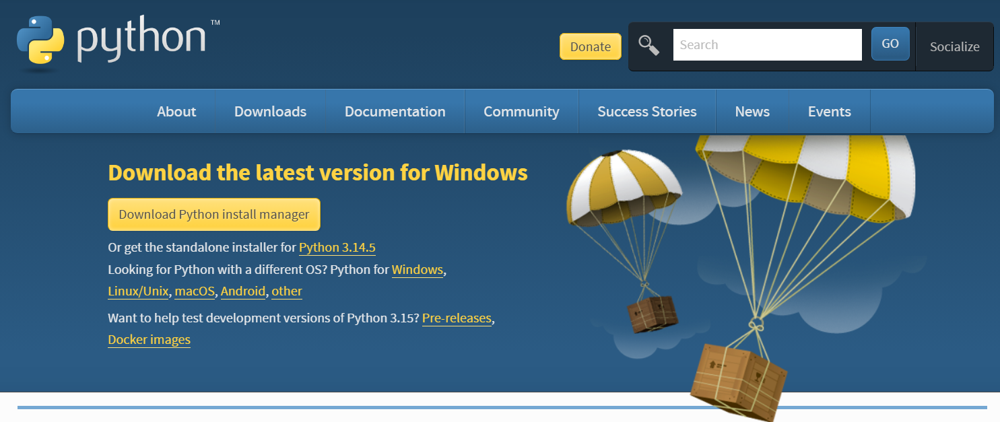 python™
Donate
Search
GO
Socialize
About Downloads Documentation Community Success Stories News Events
Download the latest version for Windows
Download Python install manager
Or get the standalone installer for Python 3.14.5
Looking for Python with a different OS? Python for Windows,
Linux/Unix, macOS, Android, other
Want to help test development versions of Python 3.15? Pre-releases,
Docker images